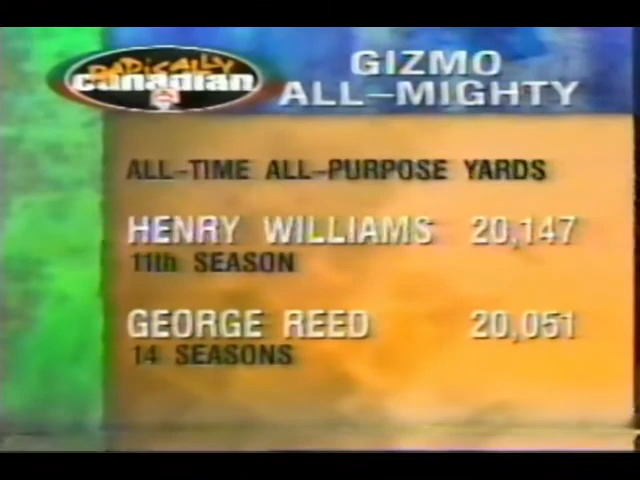 RADICALLY
canadian
GIZMO
ALL-MIGHTY
ALL-TIME ALL-PURPOSE YARDS
HENRY WILLIAMS 20,147
11th SEASON
GEORGE REED 20,051
14 SEASONS